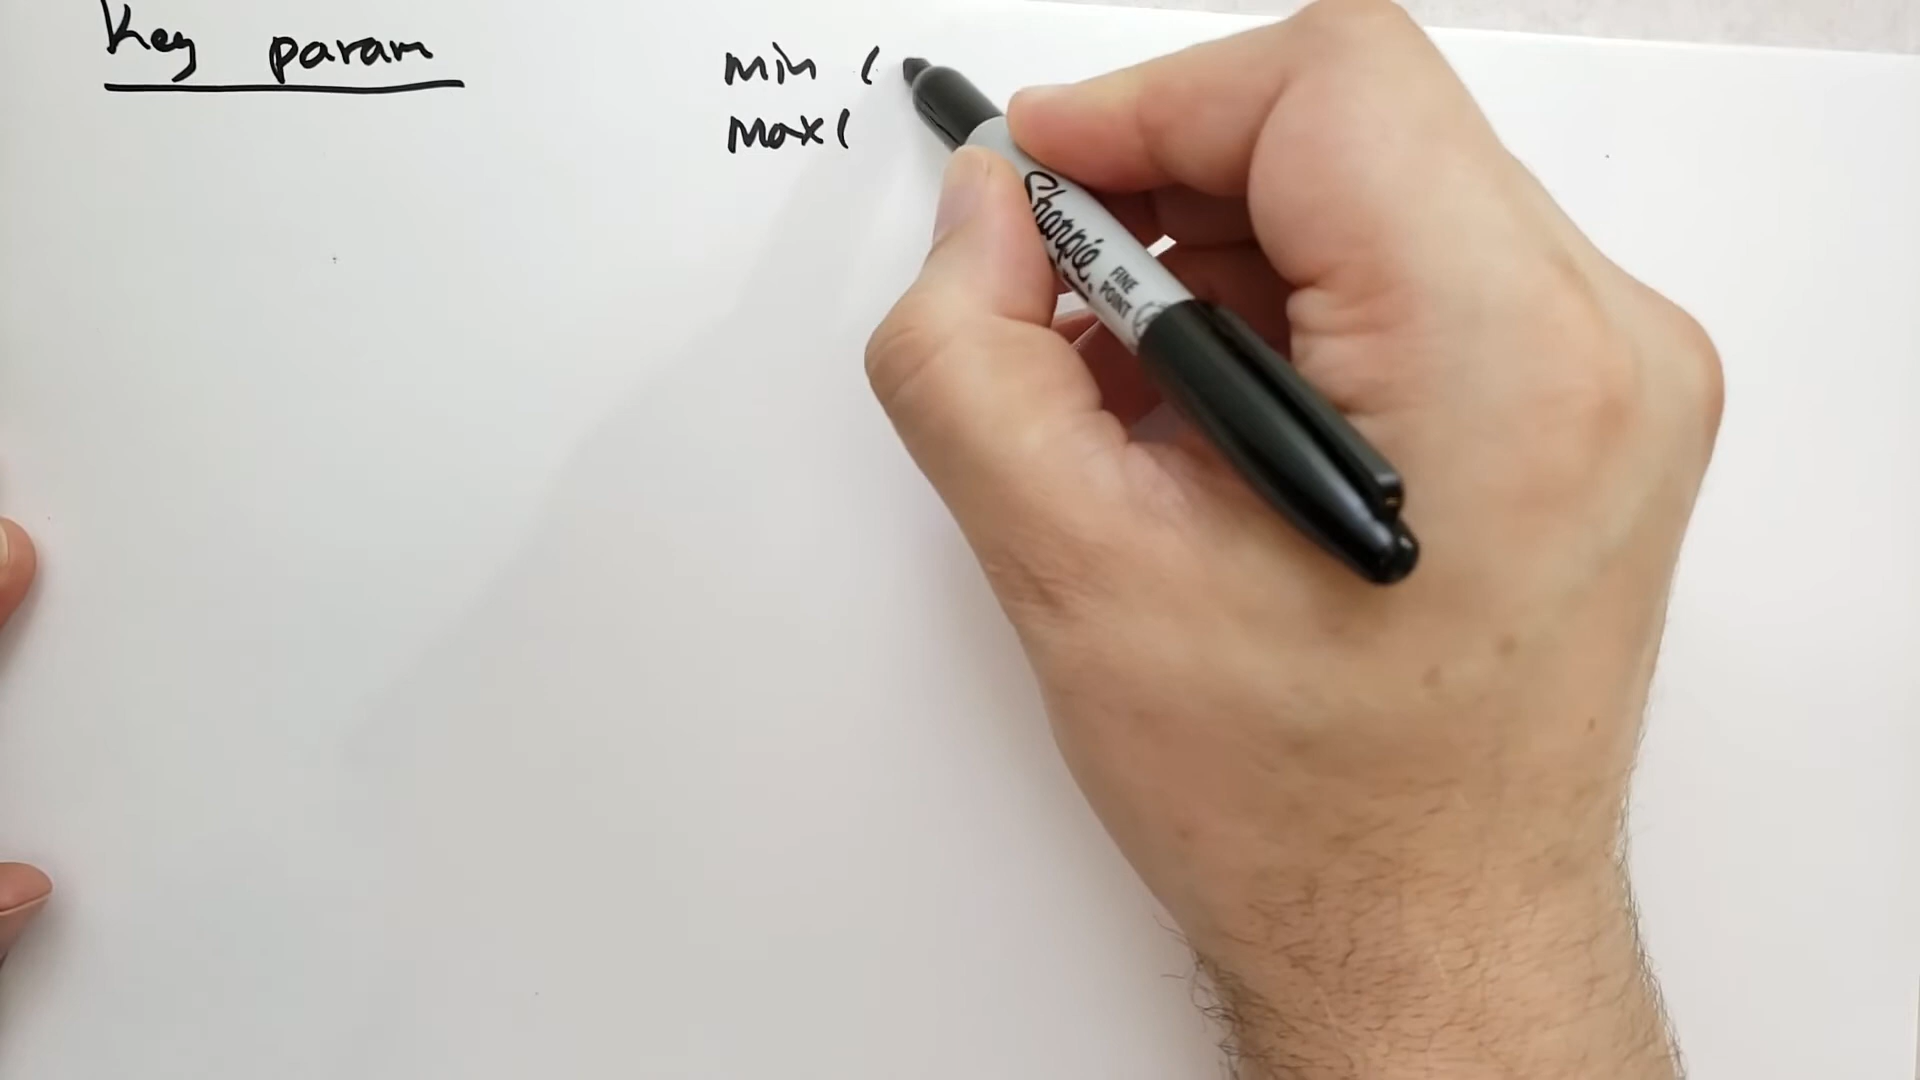 Key param
min (
max (
Sharpie.
FINE
POINT